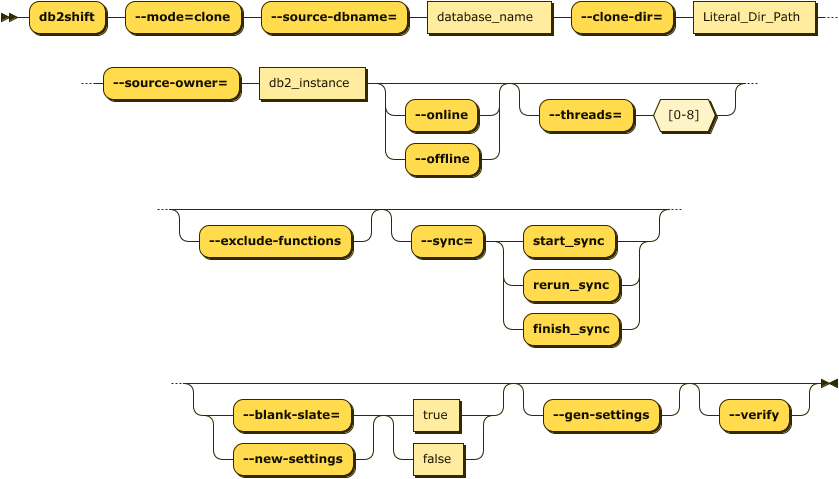 db2shift --mode=clone --source-dbname= database_name --clone-dir= Literal_Dir_Path
--source-owner= db2_instance
--online --threads= [0-8]
--offline
--exclude-functions --sync= start_sync
rerun_sync
finish_sync
--blank-slate= true --gen-settings --verify
--new-settings false